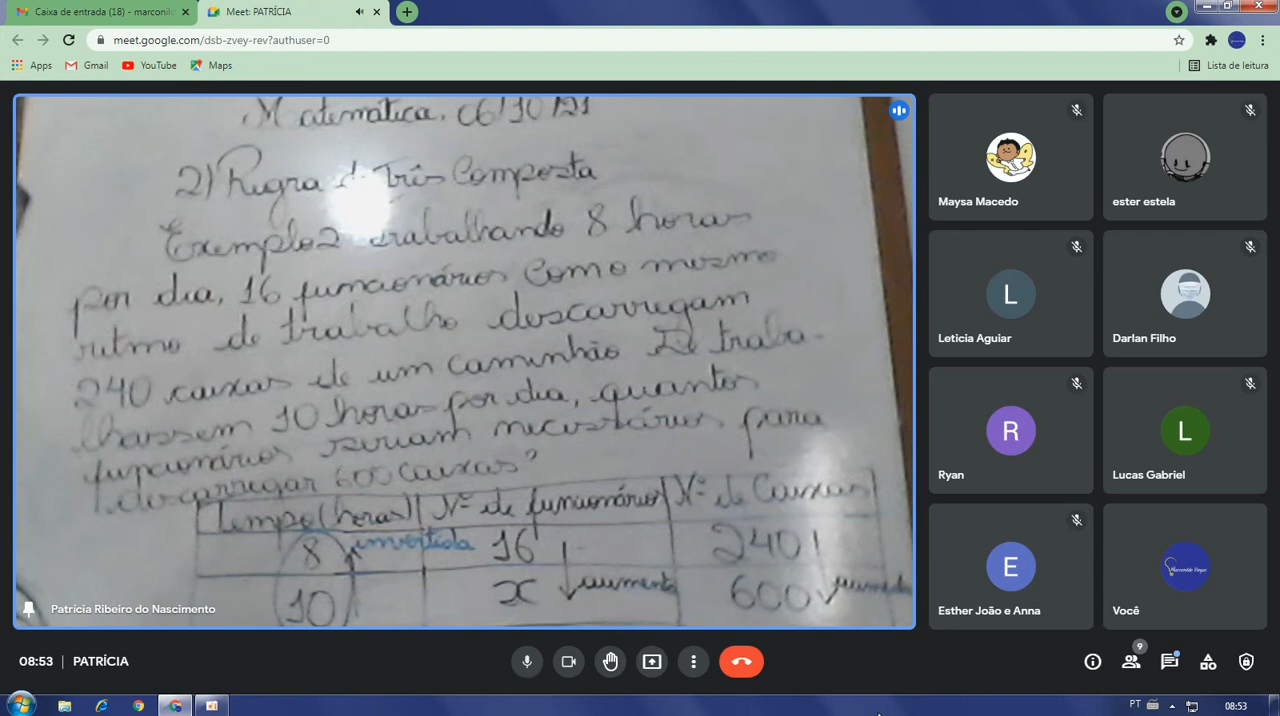 Caixa de entrada (18) - marconil
Meet: PATRÍCIA
meet.google.com/dsb-zvey-rev?authuser=0
Apps Gmail YouTube Maps
Lista de leitura
Matemática, 06/10/21
2) Regra de Três Composta
Exemplo 2 trabalhando 8 horas
por dia, 16 funcionários com o mesmo
ritmo de trabalho descarregam
240 caixas de um caminhão Se traba-
lhassem 10 horas por dia, quantos
funcionários seriam necessários para
descarregar 600 caixas?
Tempo (horas) Nº de funcionários Nº de Caixas
8 invertida 16 240
10 x aumenta 600 aumenta
Patrícia Ribeiro do Nascimento
Maysa Macedo
ester estela
L
Leticia Aguiar
Darlan Filho
R
Ryan
L
Lucas Gabriel
E
Esther João e Anna
Você
08:53 PATRÍCIA
9
PT 08:53